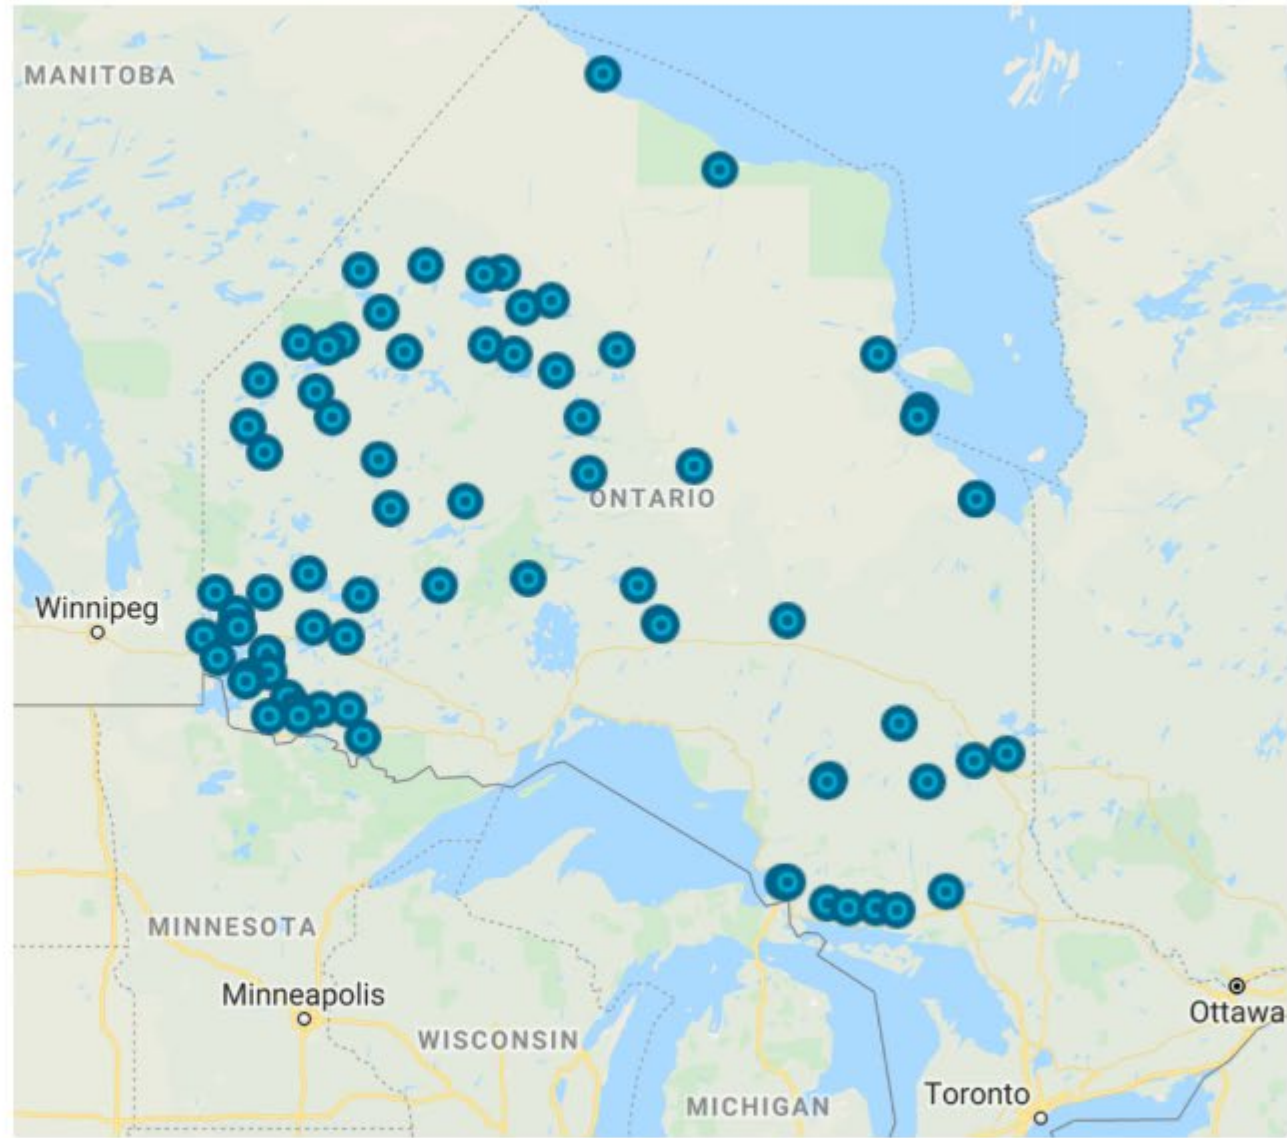 MANITOBA
ONTARIO
Winnipeg
MINNESOTA
Minneapolis
Ottawa
WISCONSIN
Toronto
MICHIGAN